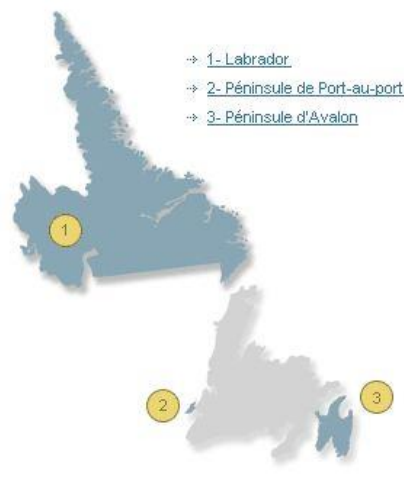 1- Labrador
2- Péninsule de Port-au-port
3- Péninsule d'Avalon
1
2
3